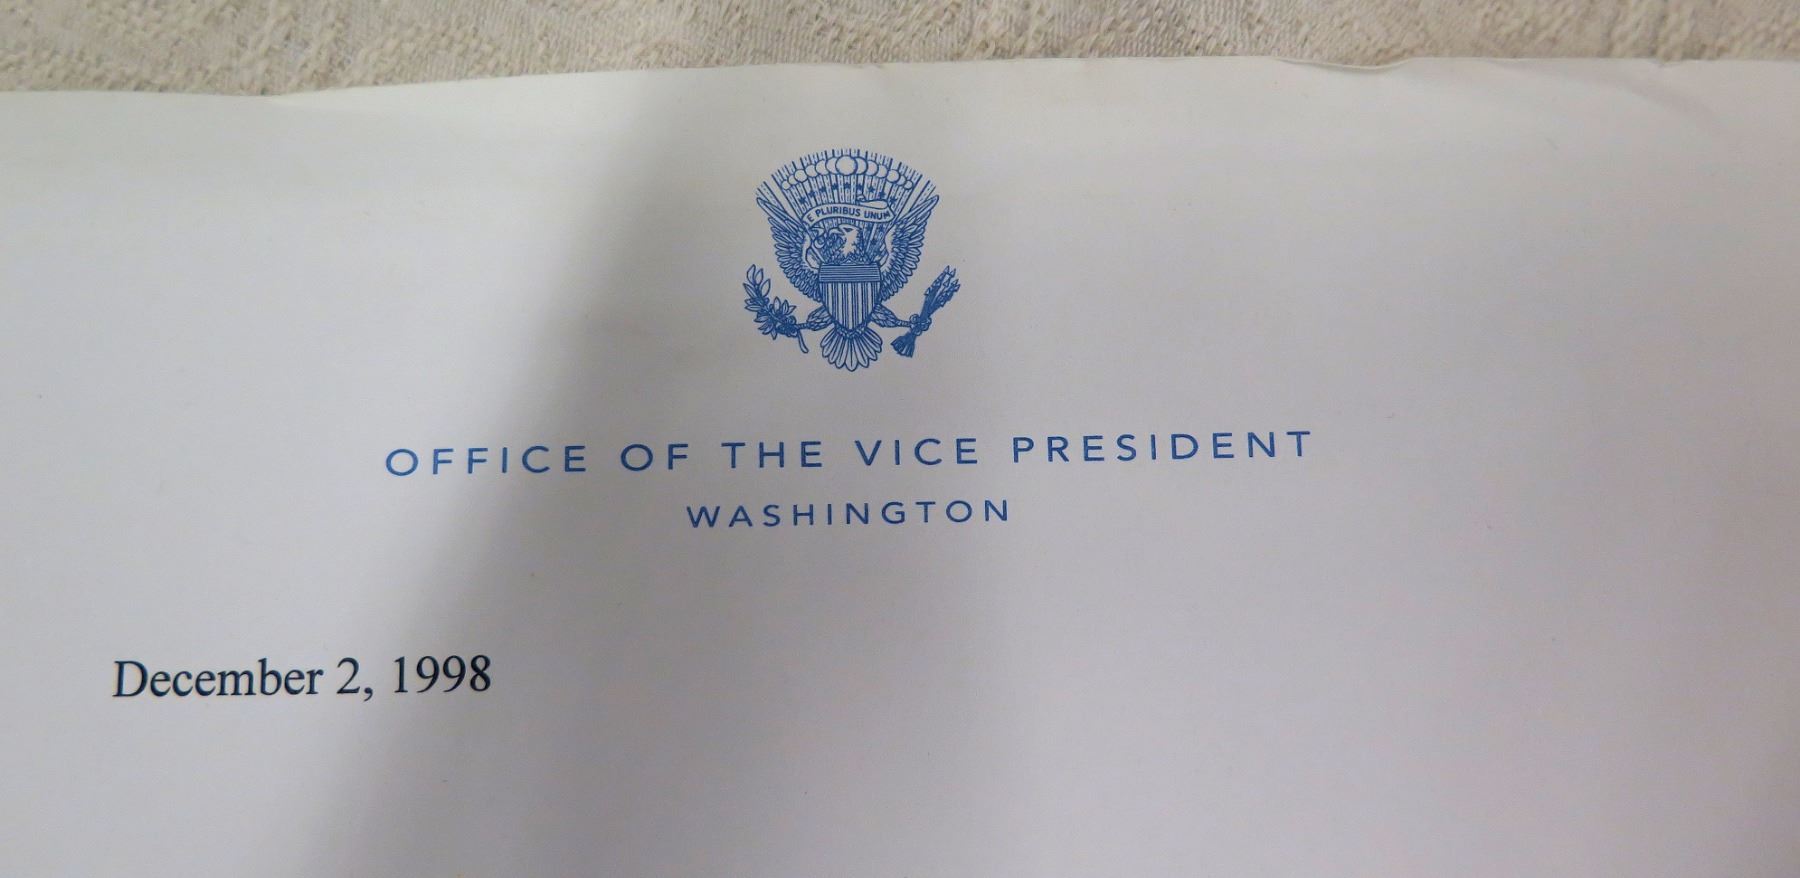 E PLURIBUS UNUM
OFFICE OF THE VICE PRESIDENT
WASHINGTON
December 2, 1998